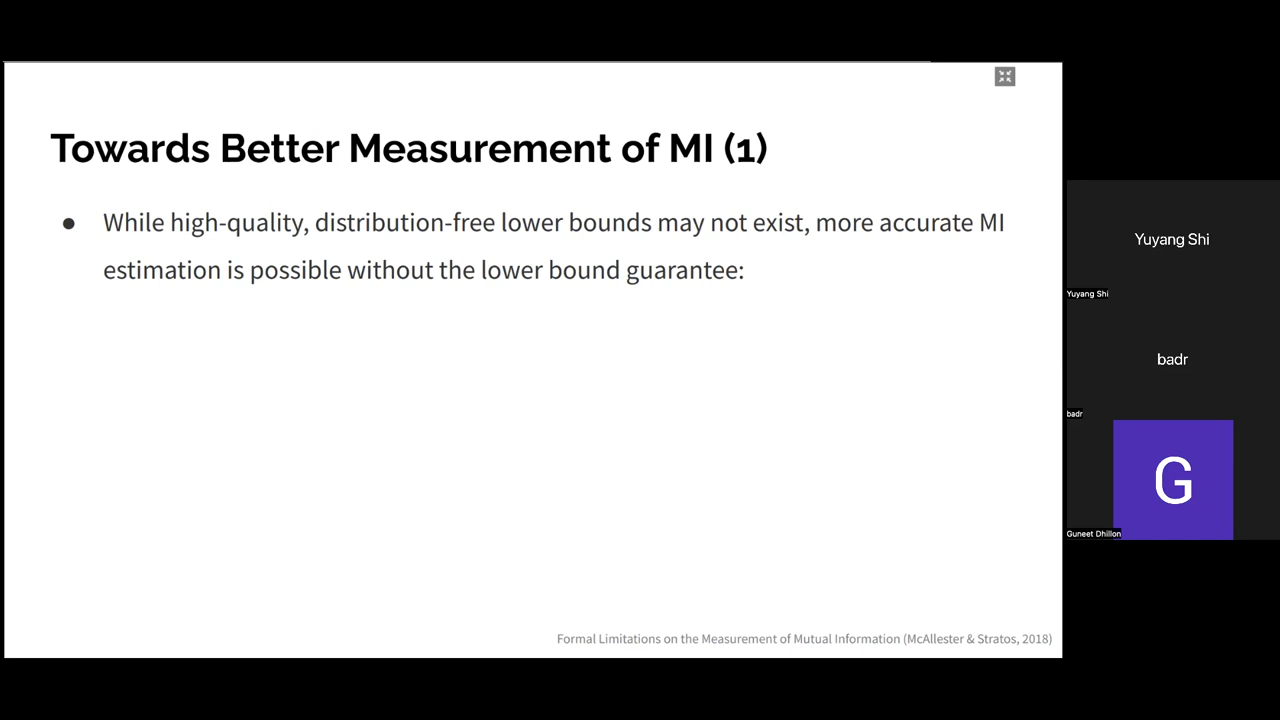 Towards Better Measurement of MI (1)
● While high-quality, distribution-free lower bounds may not exist, more accurate MI
estimation is possible without the lower bound guarantee:
Formal Limitations on the Measurement of Mutual Information (McAllester & Stratos, 2018)
Yuyang Shi
Yuyang Shi
badr
badr
G
Guneet Dhillon